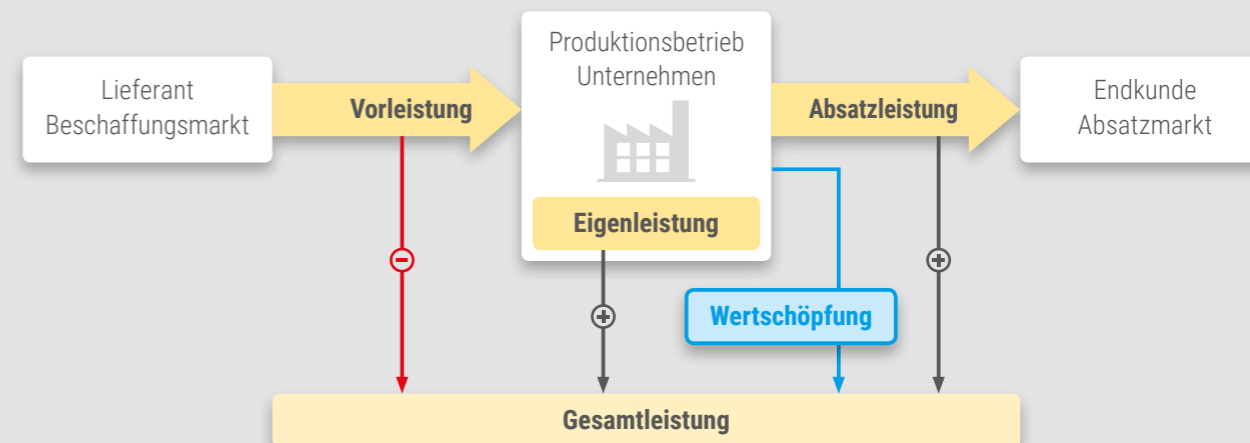 Lieferant
Beschaffungsmarkt
Vorleistung
Produktionsbetrieb
Unternehmen
Eigenleistung
Absatzleistung
Endkunde
Absatzmarkt
−
+
+
Wertschöpfung
Gesamtleistung